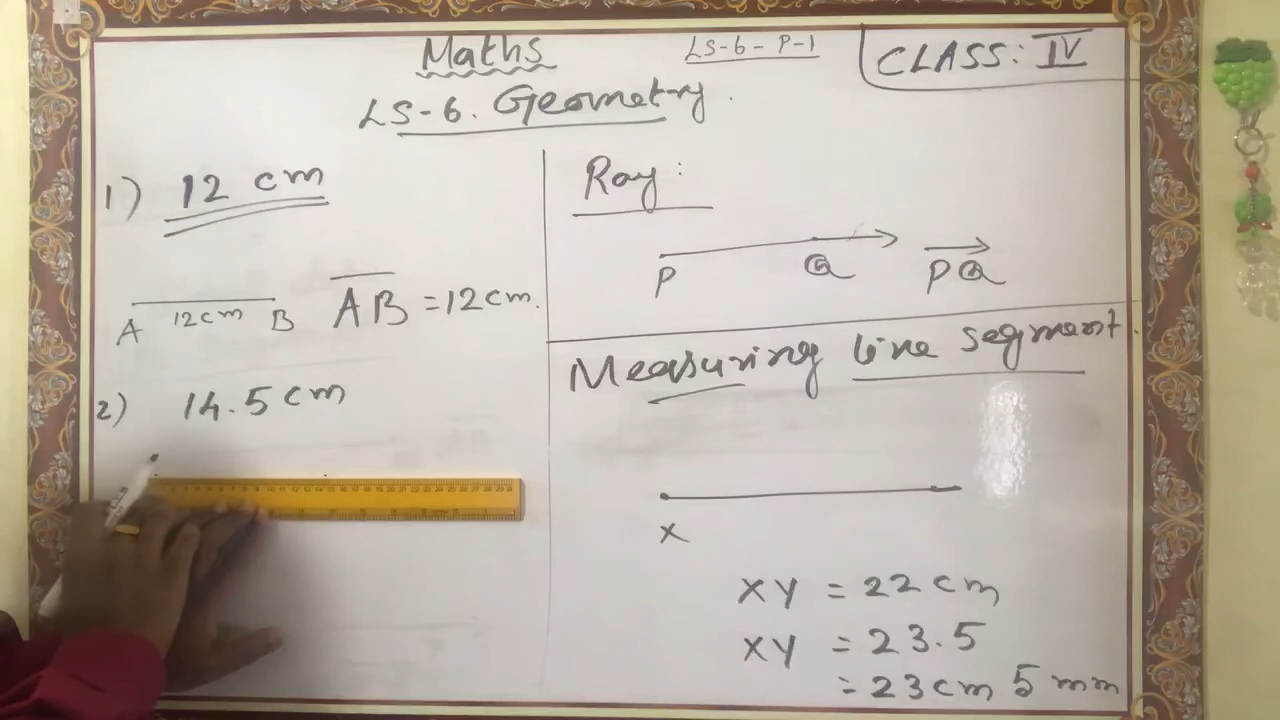 Maths
LS-6-P-1
CLASS: IV
LS-6. Geometry.
1) 12 cm
A 12cm B AB = 12cm.
2) 14.5 cm
Ray:
P Q PQ
Measuring line segment.
X
XY = 22 cm
XY = 23.5
= 23 cm 5 mm